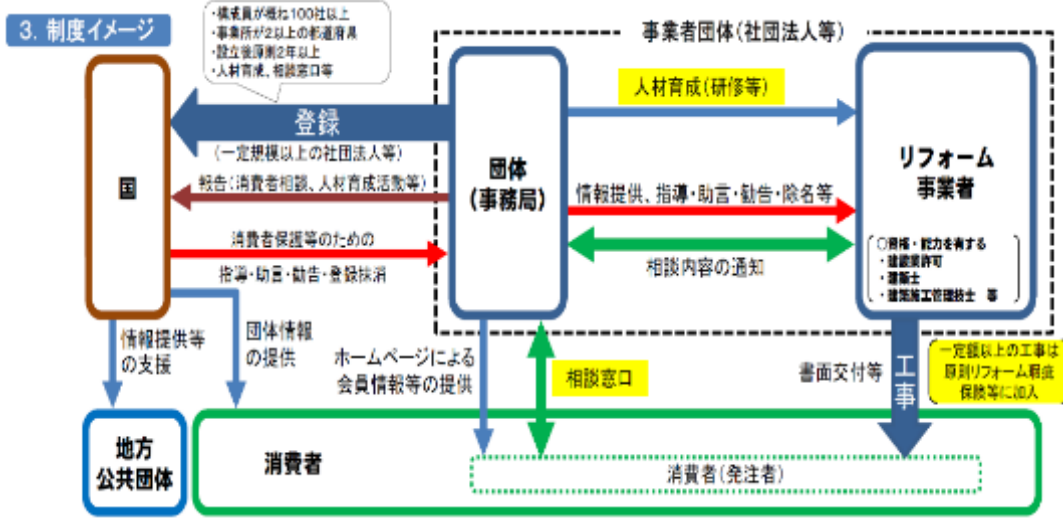 3. 制度イメージ
・構成員が概ね100社以上
・事業所が2以上の都道府県
・設立後原則2年以上
・人材育成、相談窓口等
事業者団体(社団法人等)
人材育成(研修等)
登録
(一定規模以上の社団法人等)
国
団体
(事務局)
リフォーム
事業者
報告(消費者相談、人材育成活動等)
情報提供、指導・助言・勧告・除名等
消費者保護等のための
指導・助言・勧告・登録抹消
相談内容の通知
○資格・能力を有する
・建設業許可
・建築士
・建築施工管理技士 等
情報提供等
の支援
団体情報
の提供
ホームページによる
会員情報等の提供
相談窓口
書面交付等
工事
一定額以上の工事は
原則リフォーム瑕疵
保険等に加入
地方
公共団体
消費者
消費者(発注者)